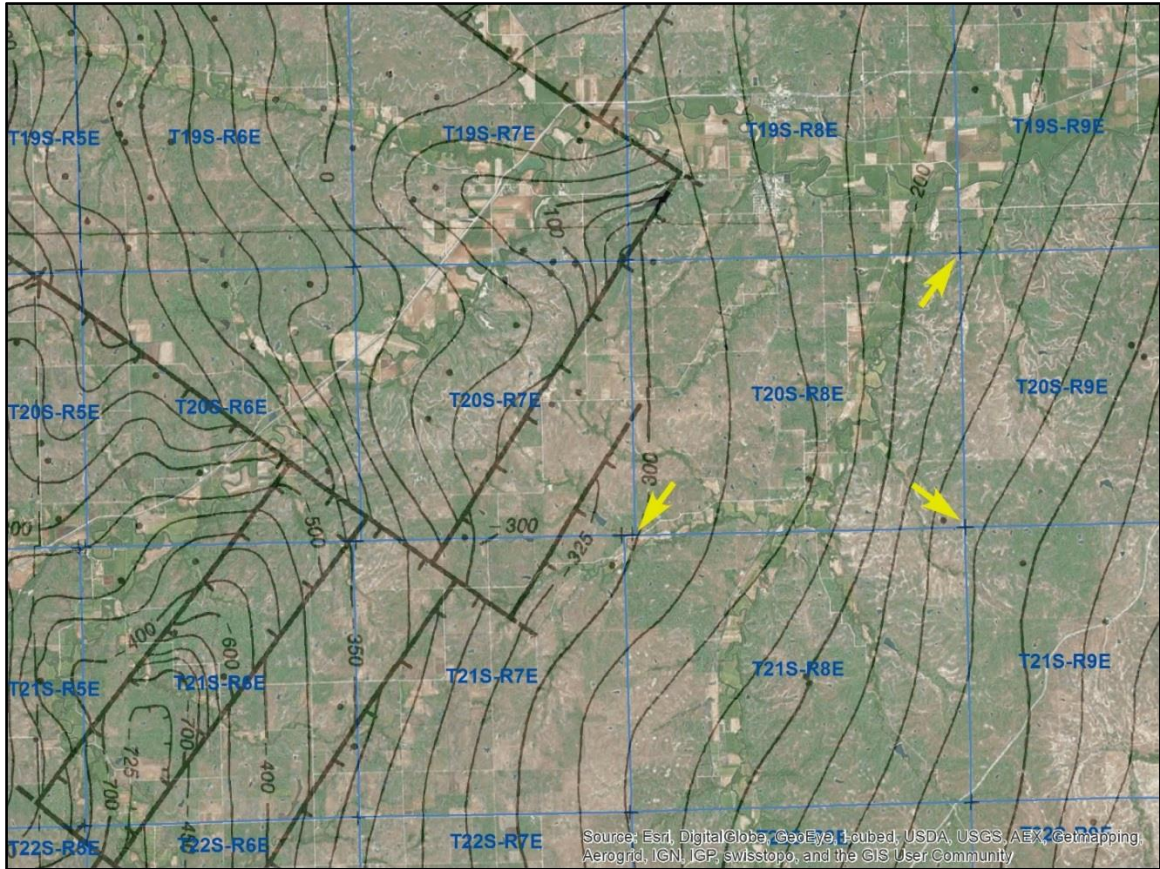 T19S-R5E
T19S-R6E
0
T19S-R7E
T19S-R8E
T19S-R9E
100
200
T20S-R5E
T20S-R6E
T20S-R7E
T20S-R8E
T20S-R9E
300
500
300
325
400
600
350
T21S-R5E
T21S-R6E
T21S-R7E
T21S-R8E
T21S-R9E
700
725
700
400
T22S-R5E
T22S-R6E
T22S-R7E
Source: Esri, DigitalGlobe, GeoEye, i-cubed, USDA, USGS, AEX, Getmapping,
Aerogrid, IGN, IGP, swisstopo, and the GIS User Community